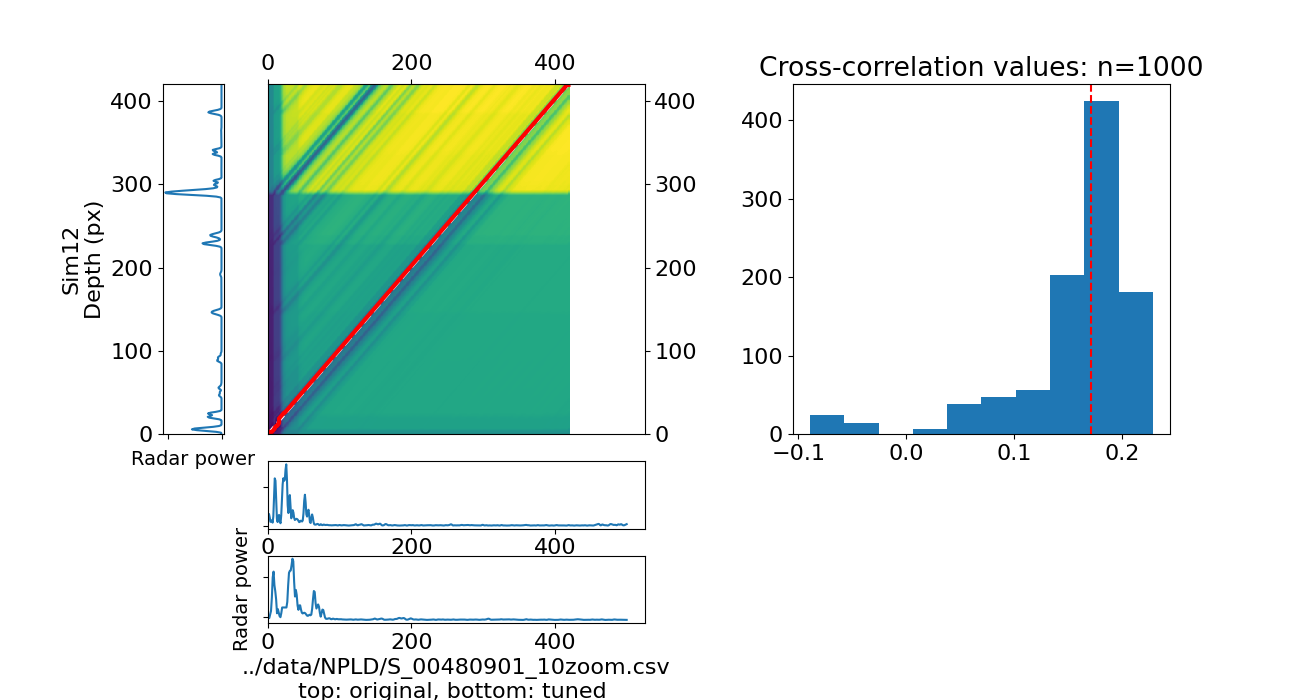 Cross-correlation values: n=1000
0 200 400
400
300
200
100
0
Sim12
Depth (px)
Radar power
400
300
200
100
0
400
300
200
100
0
−0.1 0.0 0.1 0.2
0 200 400
Radar power
0 200 400
../data/NPLD/S_00480901_10zoom.csv
top: original, bottom: tuned